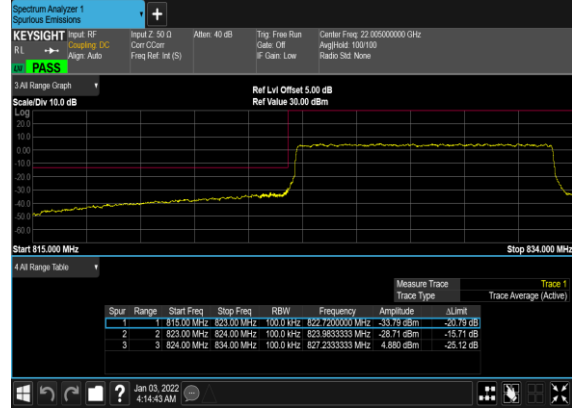 Spectrum Analyzer 1
Spurious Emissions
KEYSIGHT Input: RF Input Z: 50 Ω Atten: 40 dB Trig: Free Run Center Freq: 22.005000000 GHz
RL Coupling: DC Corr CCorr Gate: Off Avg|Hold: 100/100
Align: Auto Freq Ref: Int (S) IF Gain: Low Radio Std: None
PASS
3 All Range Graph
Ref Lvl Offset 5.00 dB
Scale/Div 10.0 dB Ref Value 30.00 dBm
Log
20.0
10.0
0.00
-10.0
-20.0
-30.0
-40.0
-50.0
-60.0
Start 815.000 MHz Stop 834.000 MHz
4 All Range Table
Measure Trace Trace 1
Trace Type Trace Average (Active)
Spur Range Start Freq Stop Freq RBW Frequency Amplitude ΔLimit
1 1 815.00 MHz 823.00 MHz 100.0 kHz 822.7200000 MHz -33.79 dBm -20.79 dB
2 2 823.00 MHz 824.00 MHz 100.0 kHz 823.9833333 MHz -28.71 dBm -15.71 dB
3 3 824.00 MHz 834.00 MHz 100.0 kHz 827.2333333 MHz 4.880 dBm -25.12 dB
? Jan 03, 2022
4:14:43 AM